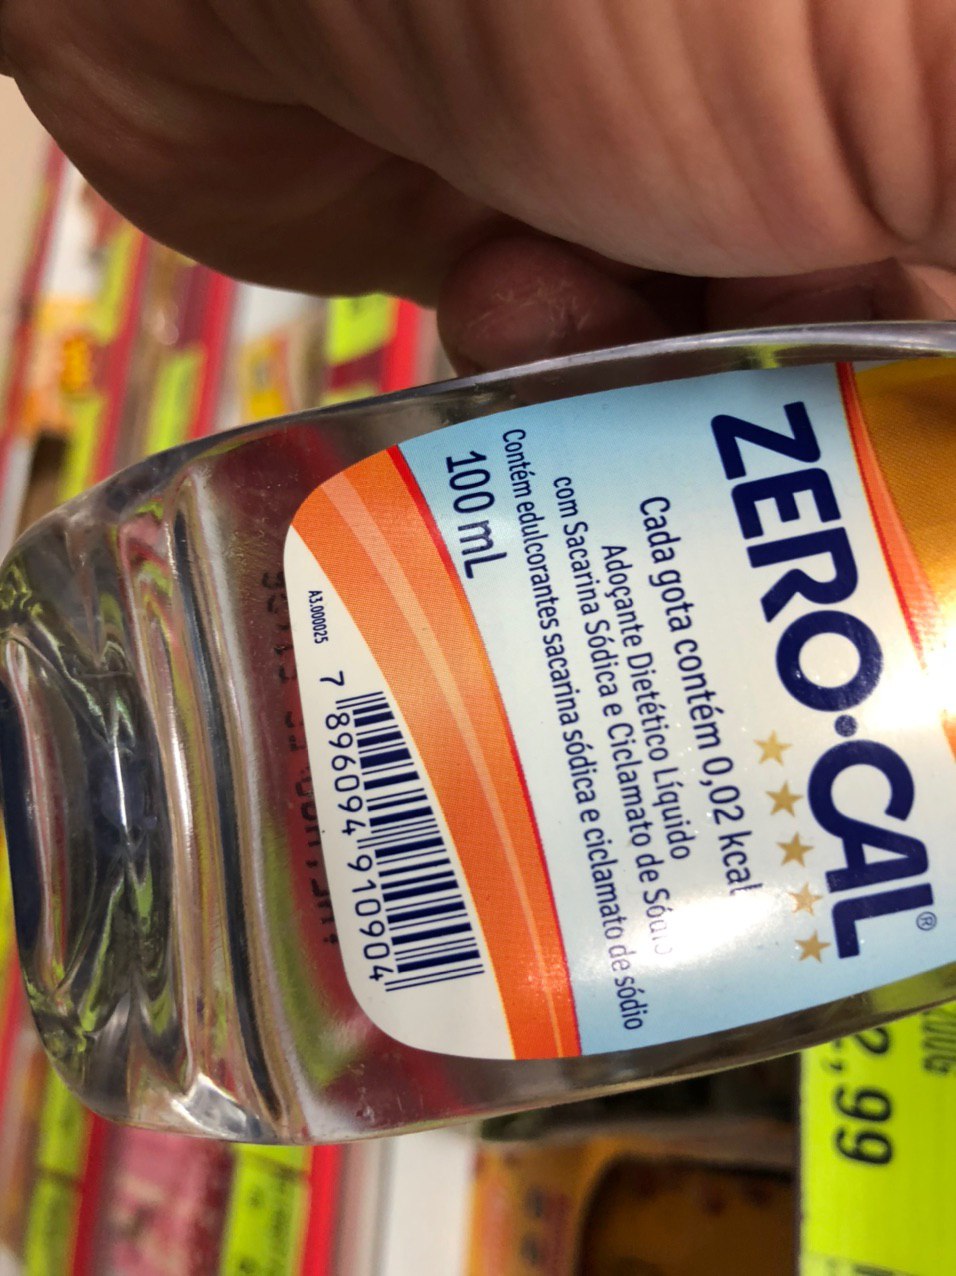 ZERO·CAL®
Cada gota contém 0,02 kcal
Adoçante Dietético Líquido
com Sacarina Sódica e Ciclamato de Sódio
Contém edulcorantes sacarina sódica e ciclamato de sódio
100 mL
A3.000025
7 896094 910904
2,99